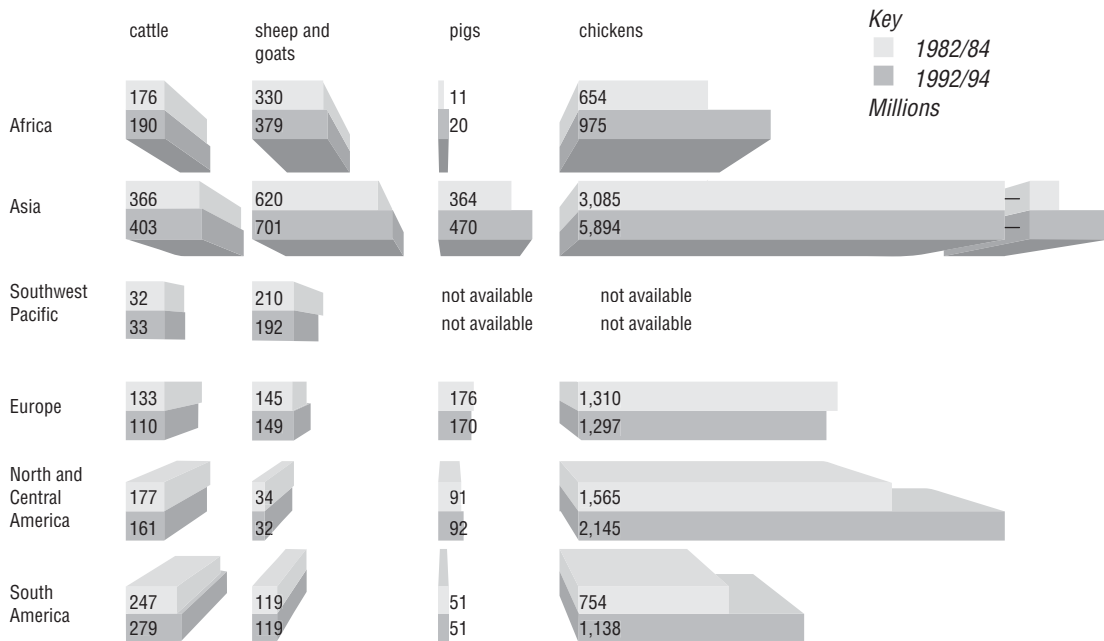 cattle
sheep and
goats
pigs
chickens
Key
1982/84
1992/94
Millions
Africa
176
330
11
654
190
379
20
975
Asia
366
620
364
3,085
—
403
701
470
5,894
—
Southwest
Pacific
32
210
not available
not available
33
192
not available
not available
Europe
133
145
176
1,310
110
149
170
1,297
North and
Central
America
177
34
91
1,565
161
32
92
2,145
South
America
247
119
51
754
279
119
51
1,138